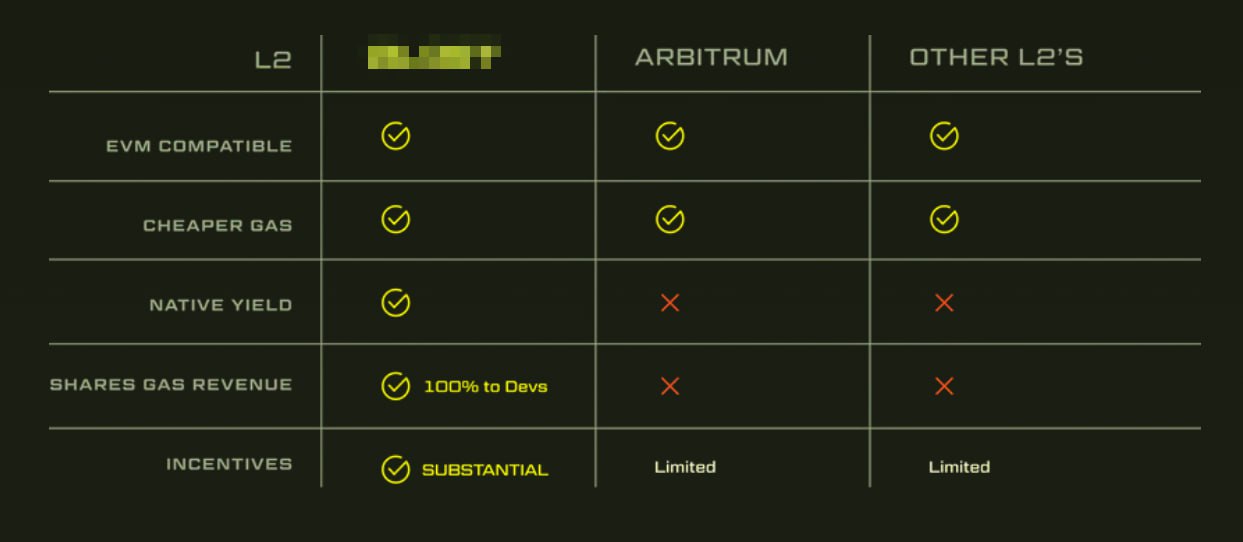 L2 ARBITRUM OTHER L2'S
EVM COMPATIBLE
CHEAPER GAS
NATIVE YIELD
SHARES GAS REVENUE 100% to Devs
INCENTIVES SUBSTANTIAL Limited Limited